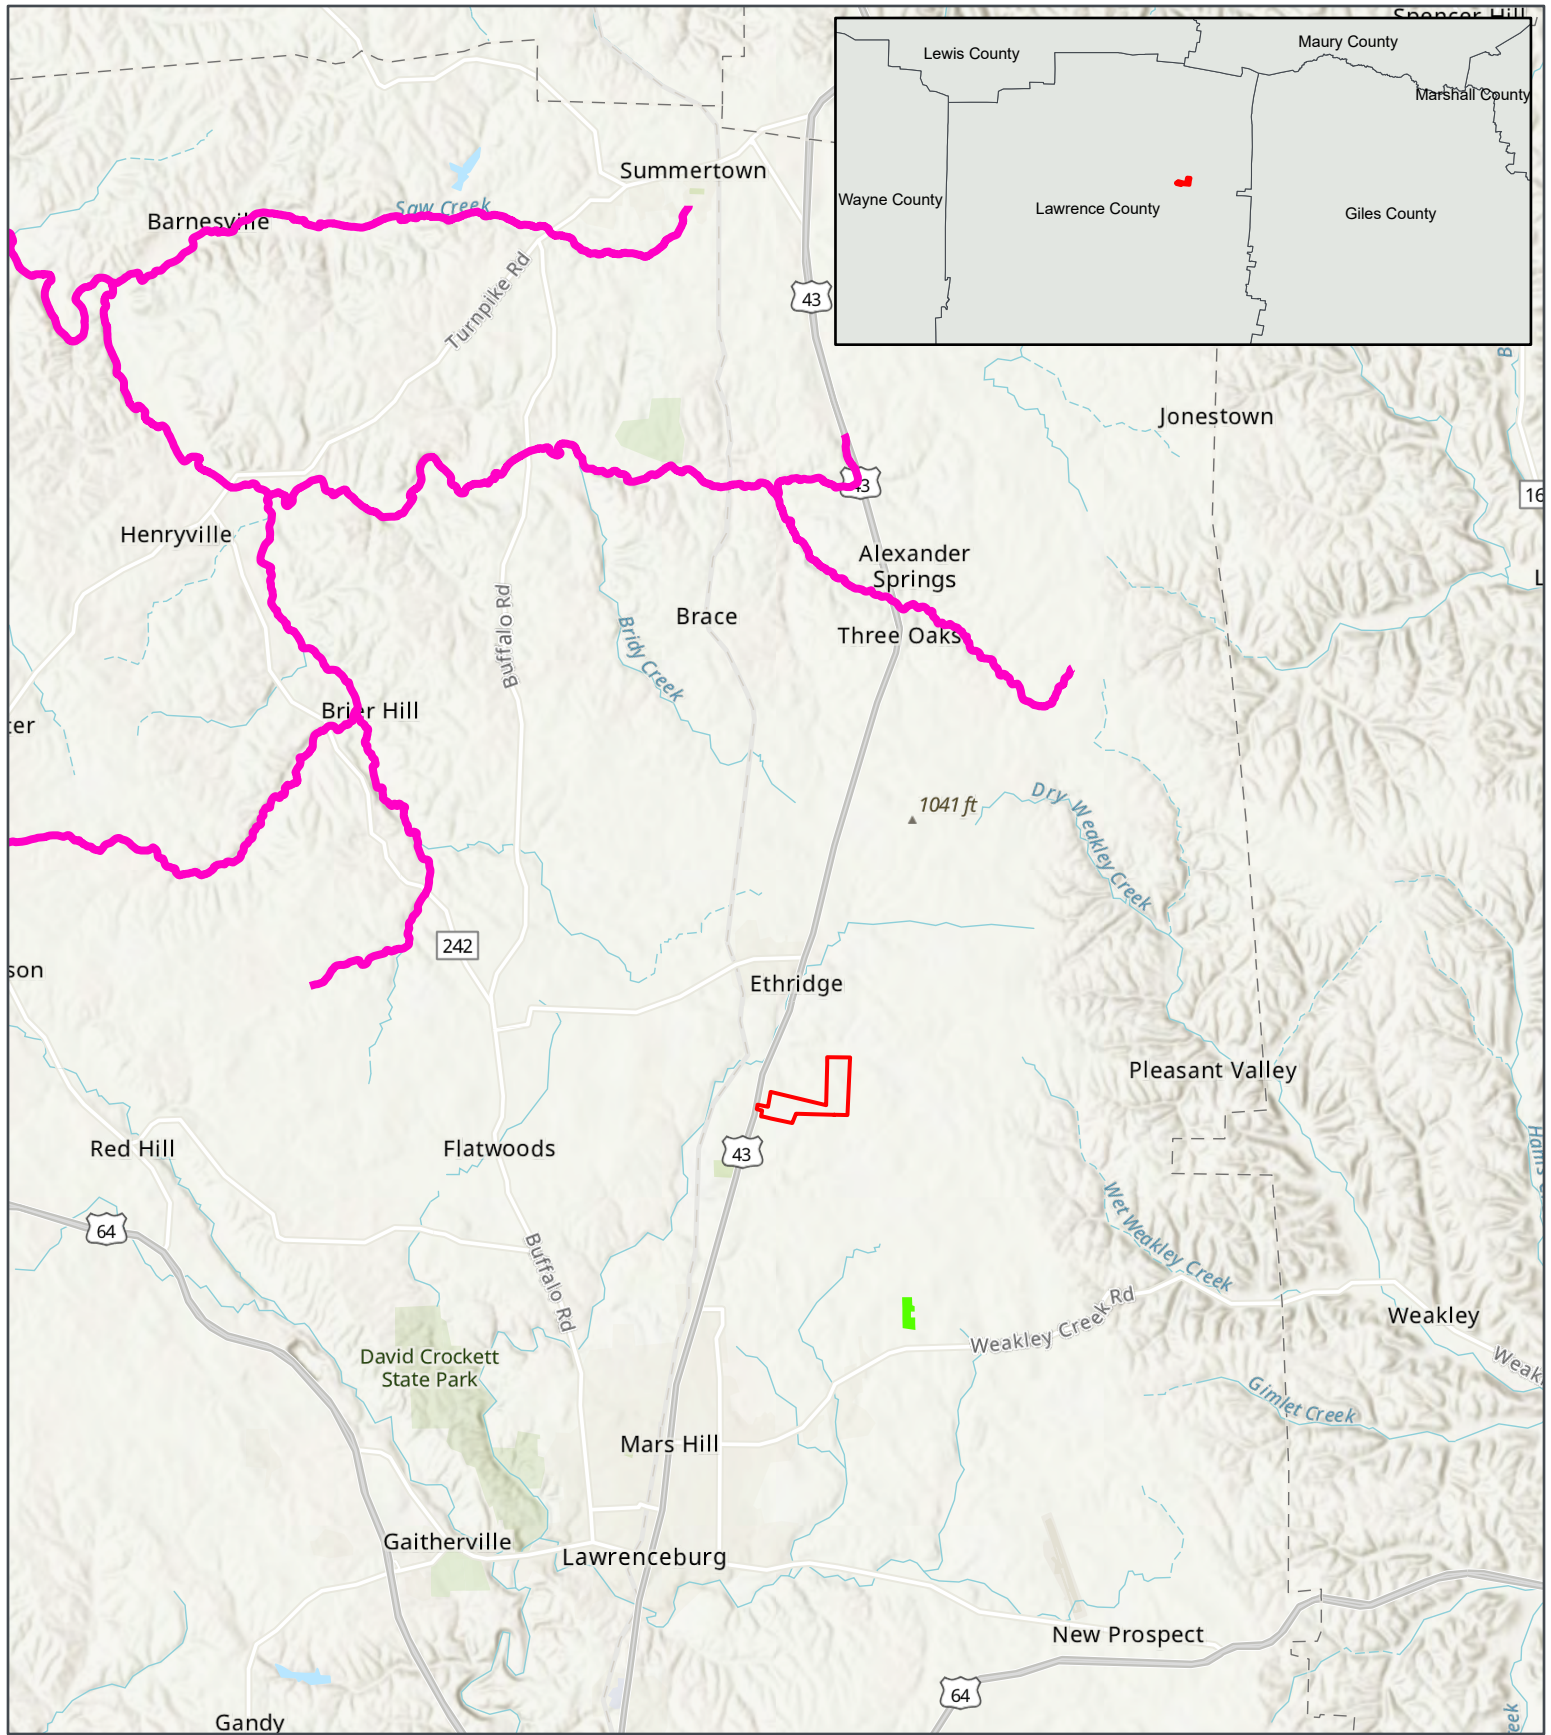 Spencer Hill
Lewis County
Maury County
Marshall County
Wayne County
Lawrence County
Giles County
Summertown
Saw Creek
Barnesville
Turnpike Rd
43
B
Jonestown
43
16
Henryville
Alexander
Springs
L
Buffalo Rd
Brace
Bridy Creek
Three Oaks
Brier Hill
ter
1041 ft
Dry Weakley Creek
242
son
Ethridge
Pleasant Valley
Red Hill
Flatwoods
43
Wet Weakley Creek
64
Buffalo Rd
Weakley Creek Rd
Weakley
David Crockett
State Park
Weakl
Gimlet Creek
Mars Hill
Gaitherville
Lawrenceburg
New Prospect
64
Gandy
eek